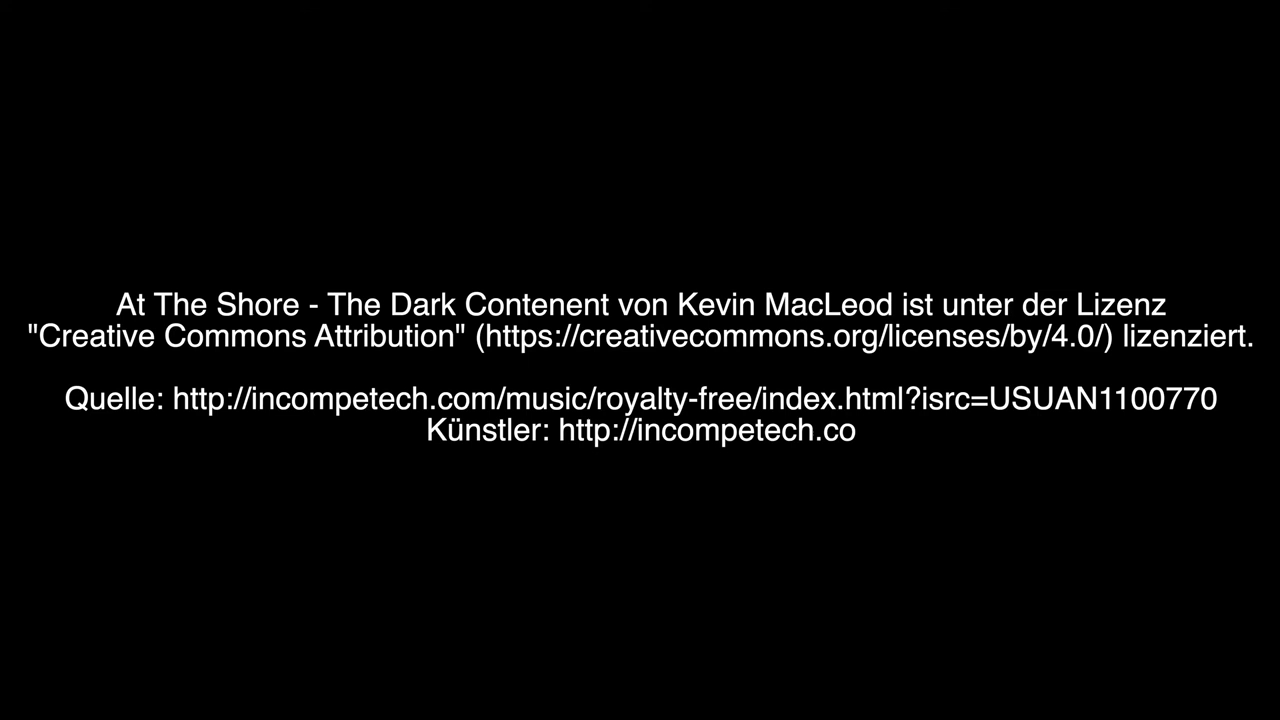 At The Shore - The Dark Contenent von Kevin MacLeod ist unter der Lizenz
"Creative Commons Attribution" (https://creativecommons.org/licenses/by/4.0/) lizenziert.
Quelle: http://incompetech.com/music/royalty-free/index.html?isrc=USUAN1100770
Künstler: http://incompetech.co